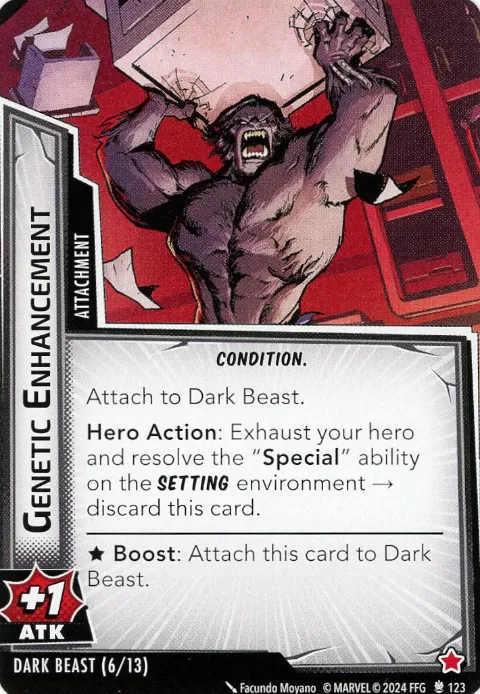 GENETIC ENHANCEMENT
ATTACHMENT
CONDITION.
Attach to Dark Beast.
Hero Action: Exhaust your hero
and resolve the “Special” ability
on the SETTING environment →
discard this card.
★ Boost: Attach this card to Dark
Beast.
+1
ATK
DARK BEAST (6/13)
Facundo Moyano © MARVEL © 2024 FFG 123